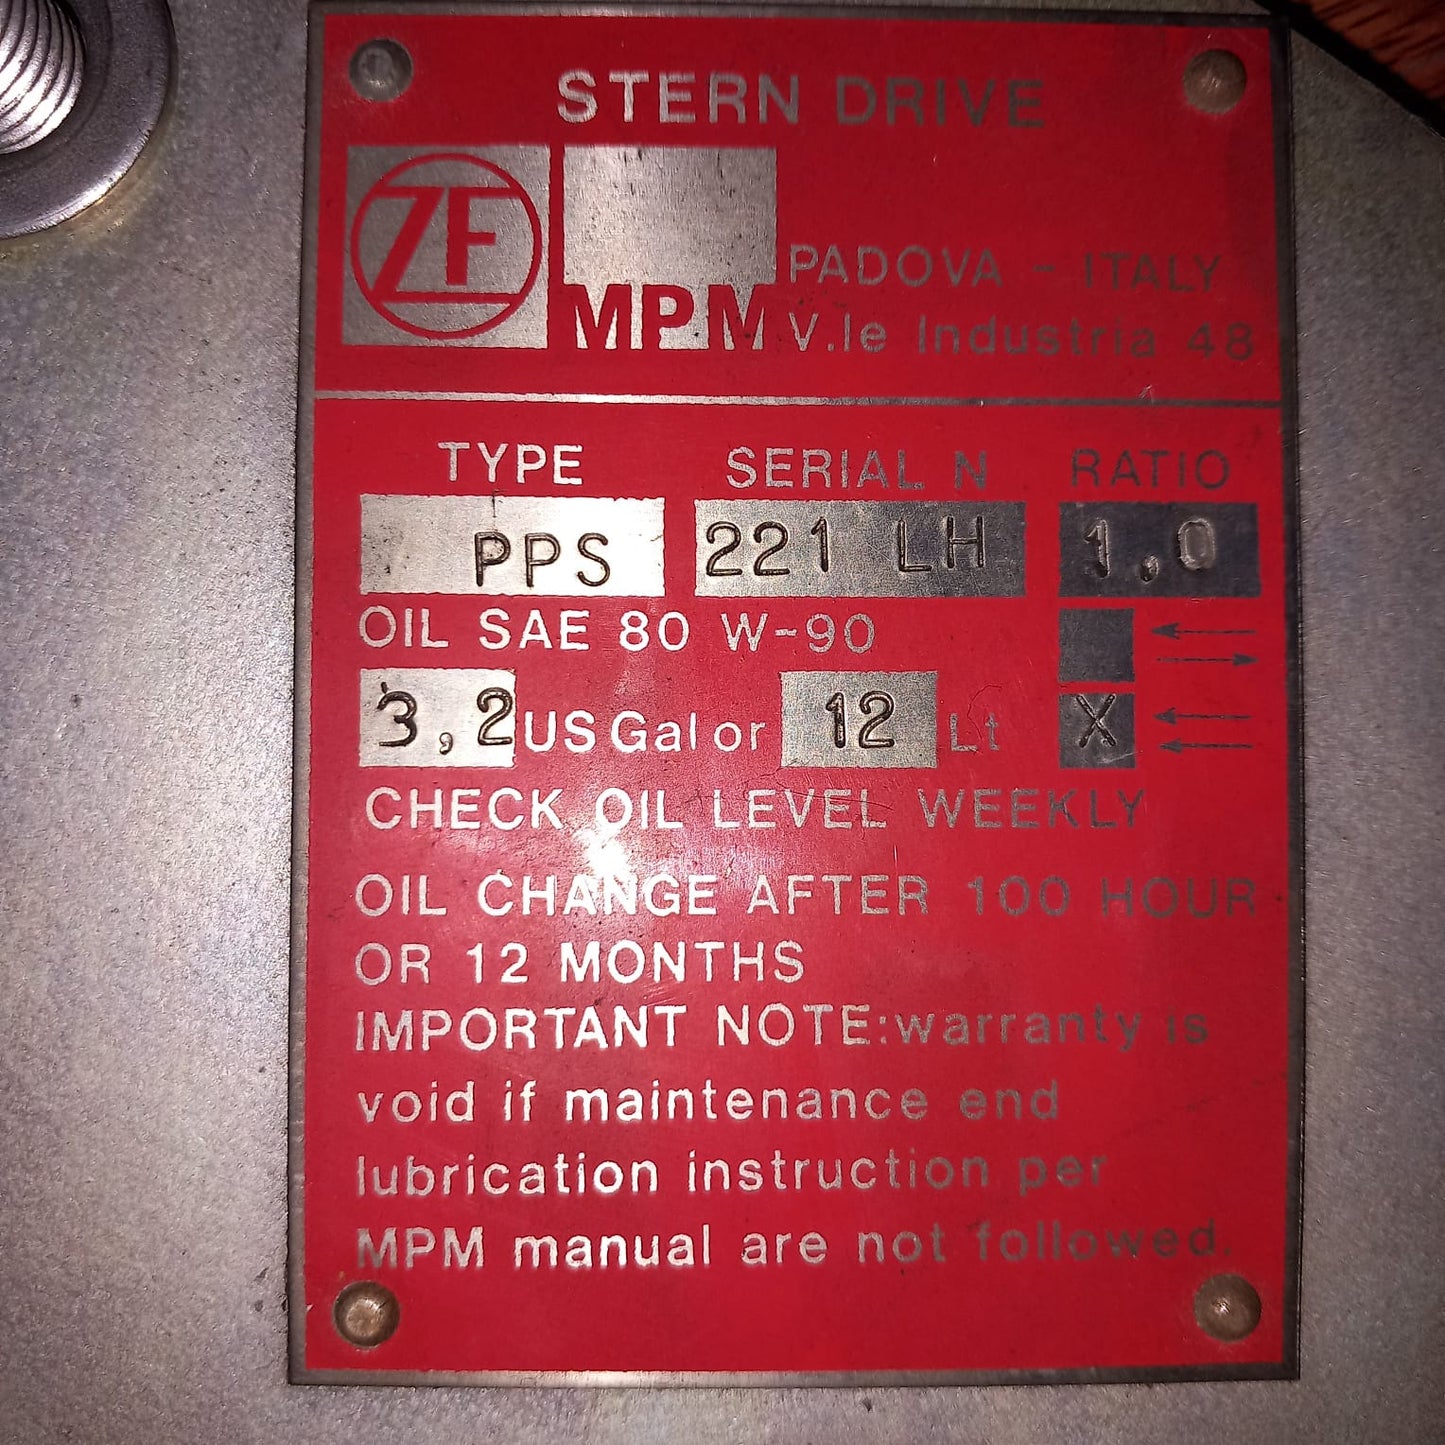 STERN DRIVE
ZF
MPM
PADOVA - ITALY
V.le Industria 48
TYPE SERIAL N RATIO
PPS 221 LH 1,0
OIL SAE 80 W-90
3,2 US Gal or 12 Lt X
CHECK OIL LEVEL WEEKLY
OIL CHANGE AFTER 100 HOUR
OR 12 MONTHS
IMPORTANT NOTE:warranty is
void if maintenance end
lubrication instruction per
MPM manual are not followed.